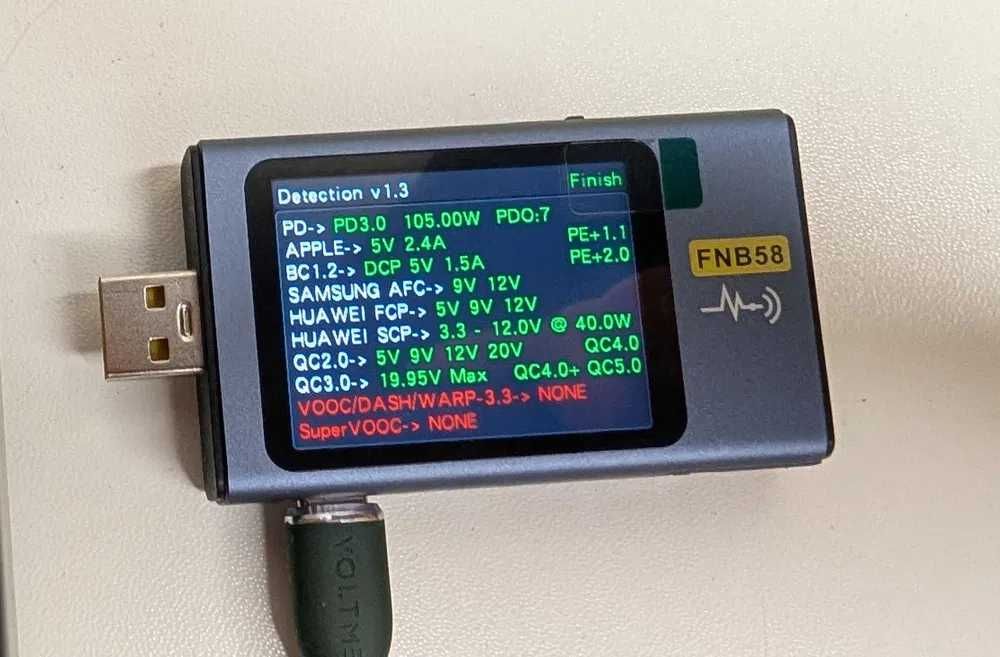 Detection v1.3 Finish
PD-> PD3.0 105.00W PDO:7
PE+1.1
APPLE-> 5V 2.4A
PE+2.0
BC1.2-> DCP 5V 1.5A
SAMSUNG AFC-> 9V 12V
HUAWEI FCP-> 5V 9V 12V
HUAWEI SCP-> 3.3 - 12.0V @ 40.0W
QC2.0-> 5V 9V 12V 20V QC4.0
QC3.0-> 19.95V Max QC4.0+ QC5.0
VOOC/DASH/WARP-3.3-> NONE
SuperVOOC-> NONE
FNB58
VOLTME